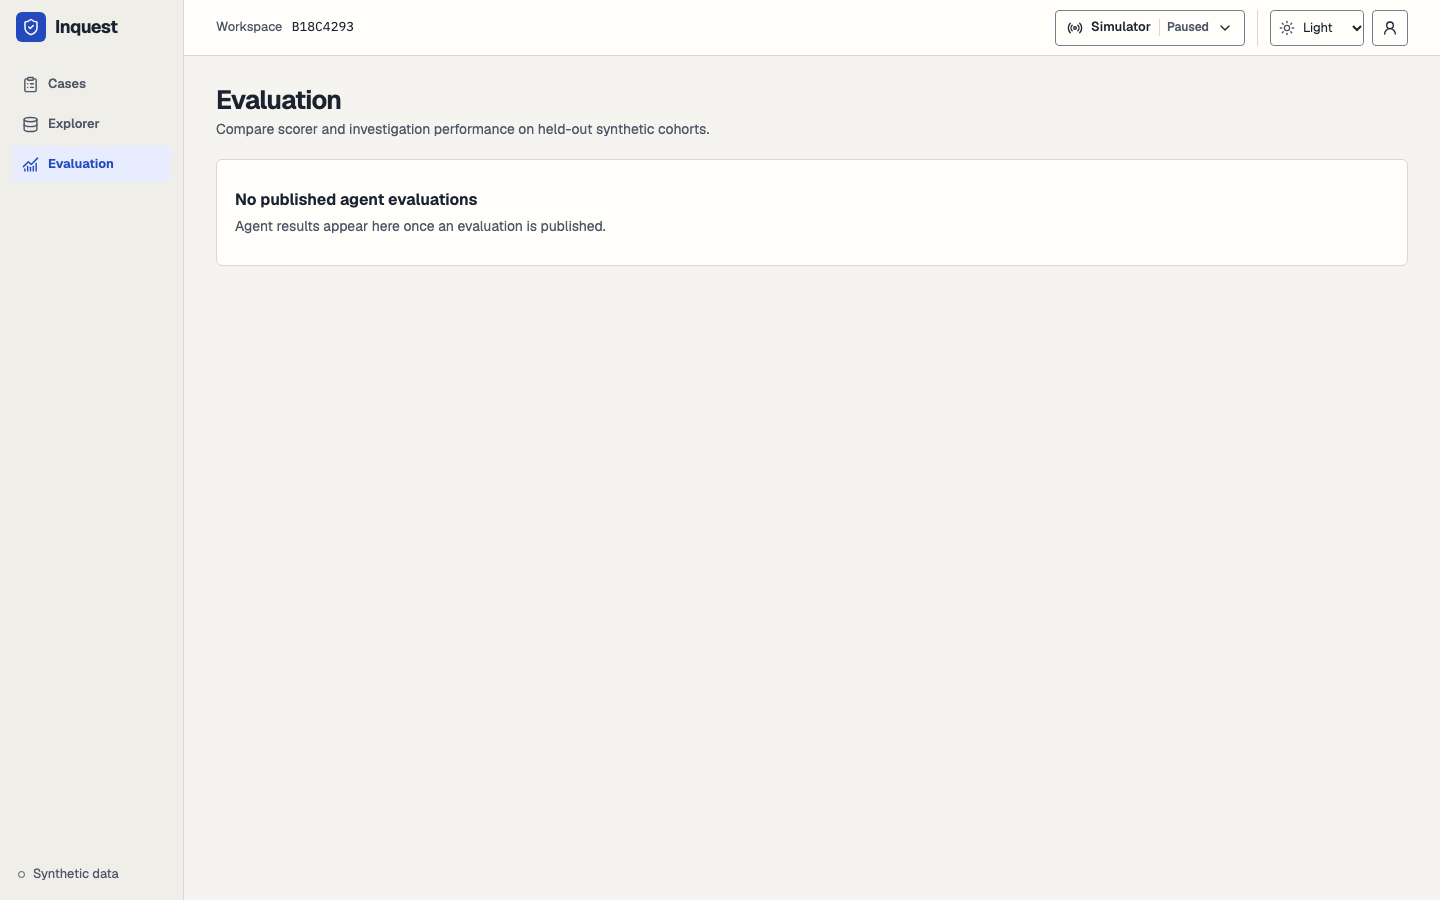 Inquest
Workspace B18C4293
Simulator Paused
Light
Cases
Explorer
Evaluation
Evaluation
Compare scorer and investigation performance on held-out synthetic cohorts.
No published agent evaluations
Agent results appear here once an evaluation is published.
Synthetic data